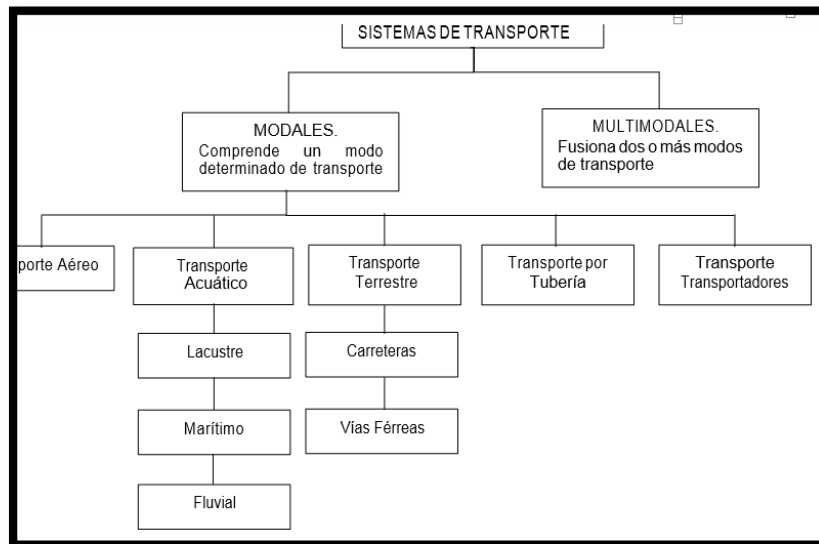 SISTEMAS DE TRANSPORTE
MODALES.
Comprende un modo
determinado de transporte
MULTIMODALES.
Fusiona dos o más modos
de transporte
porte Aéreo
Transporte
Acuático
Transporte
Terrestre
Transporte por
Tubería
Transporte
Transportadores
Lacustre
Carreteras
Marítimo
Vías Férreas
Fluvial